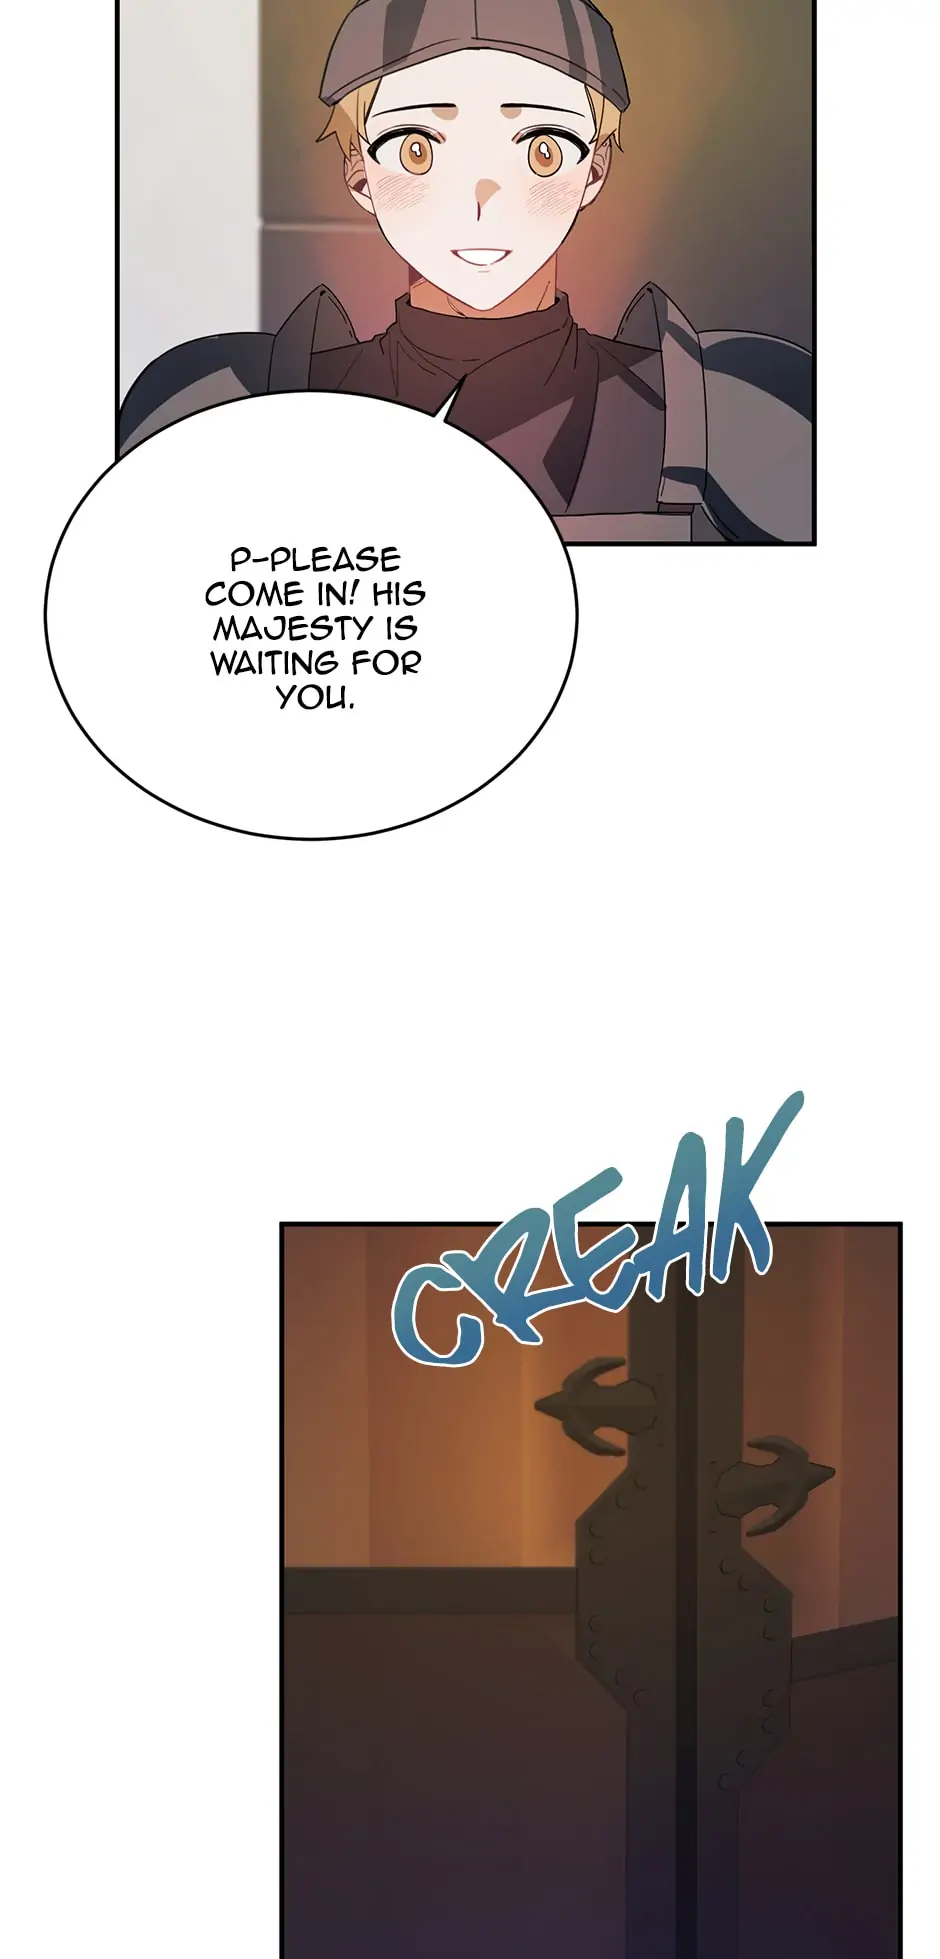 P-PLEASE
COME IN! HIS
MAJESTY IS
WAITING FOR
YOU.
CREAK